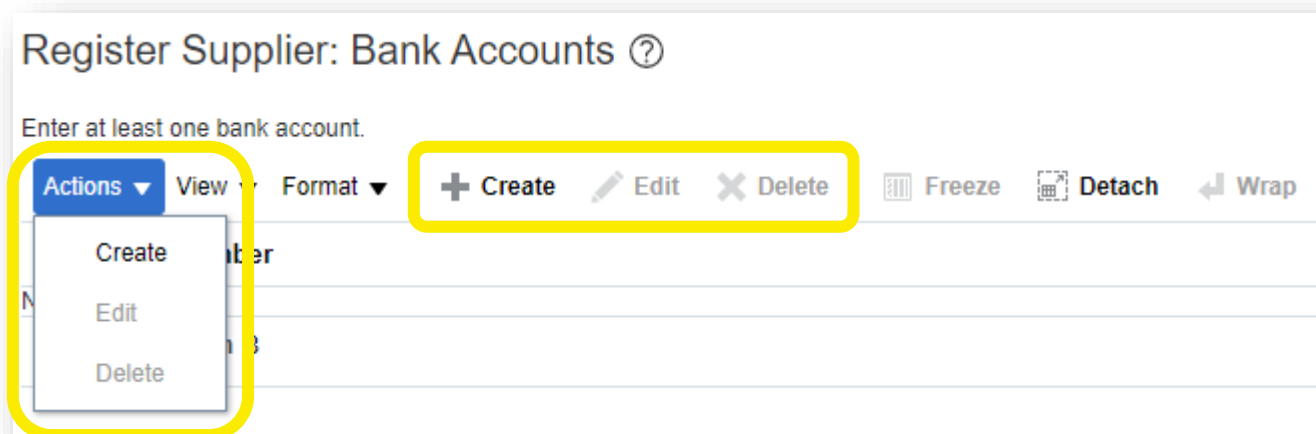 Register Supplier: Bank Accounts ?
Enter at least one bank account.
Actions View Format Create Edit Delete Freeze Detach Wrap
Create
Edit
Delete